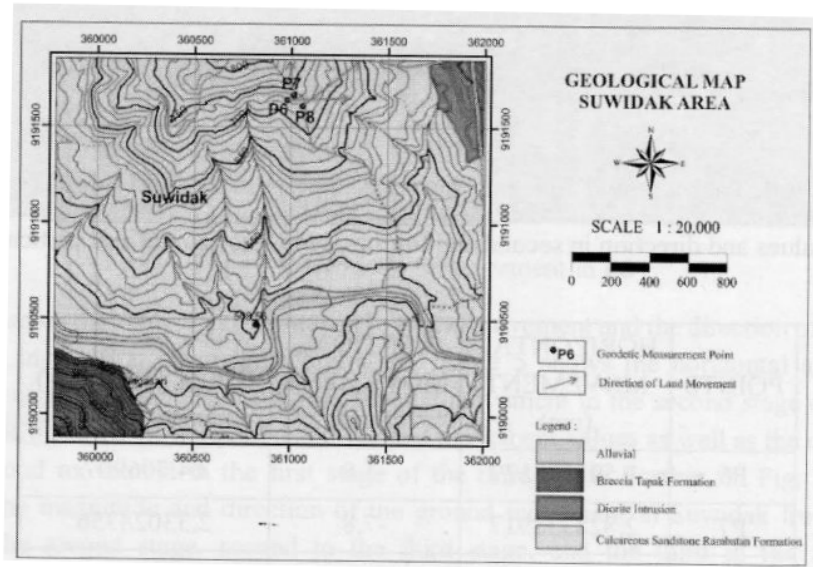 360000 360500 361000 361500 362000
GEOLOGICAL MAP
SUWIDAK AREA
N
W E
S
SCALE 1 : 20.000
0 200 400 600 800
P6 Geodetic Measurement Point
Direction of Land Movement
Legend :
Alluvial
Breccia Tapak Formation
Diorite Intrusion
Calcareous Sandstone Rambatan Formation
P7
P8
Suwidak
9191500 9191500
9191000 9191000
9190500 9190500
9190000 9190000
360000 360500 361000 361500 362000